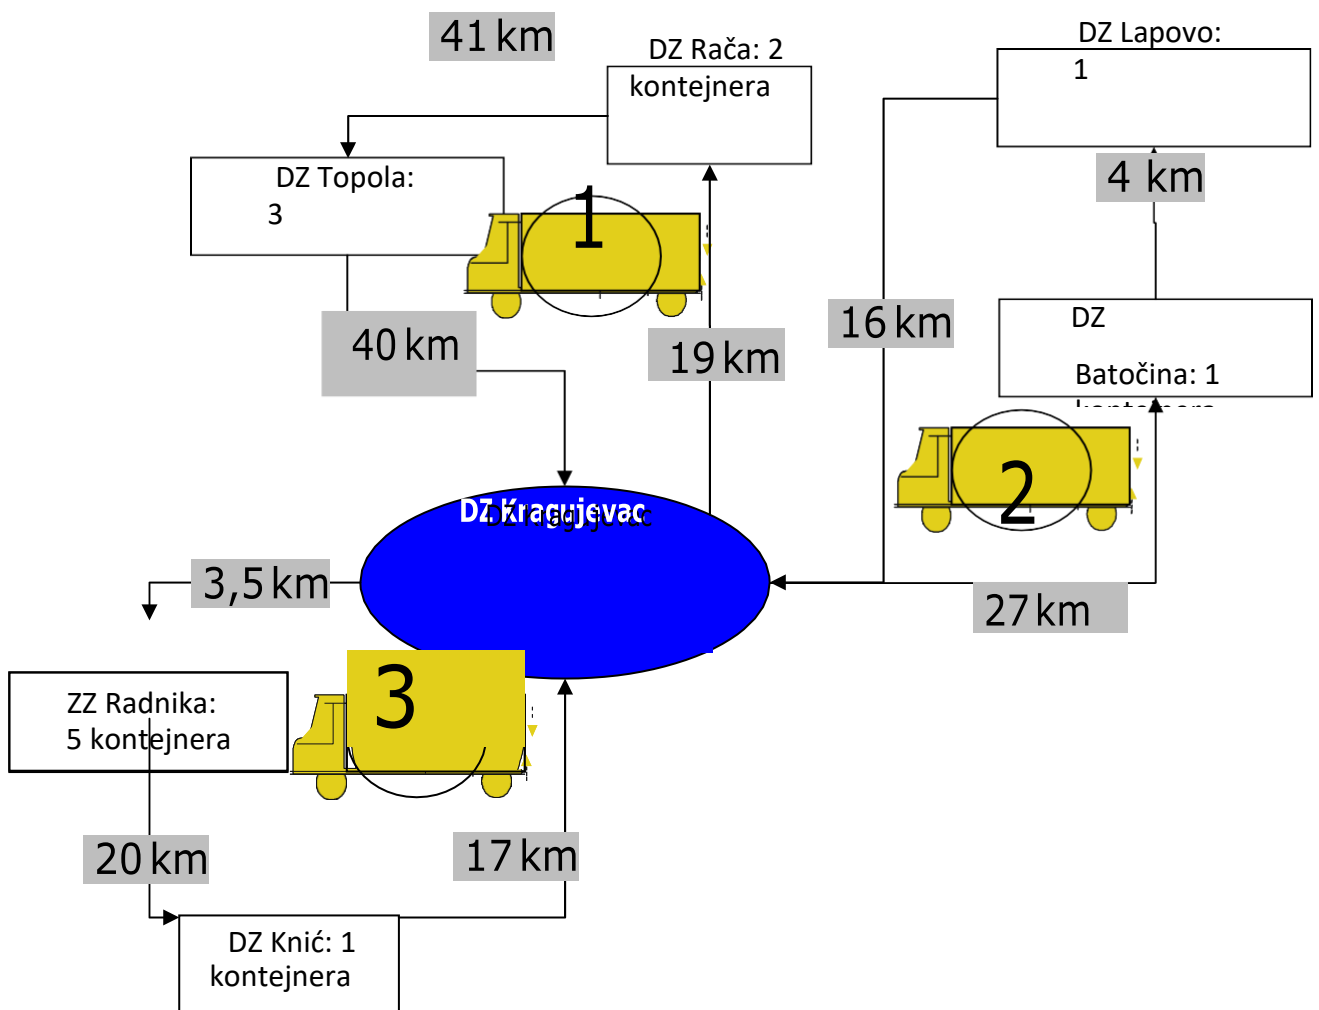 41 km
DZ Rača: 2
kontejnera
DZ Lapovo:
1
DZ Topola:
3
1
4 km
40 km
19 km
16 km
DZ
Batočina: 1
2
DZ Kragujevac
DZ Kragujevac
3,5 km
27 km
ZZ Radnika:
5 kontejnera
3
20 km
17 km
DZ Knić: 1
kontejnera